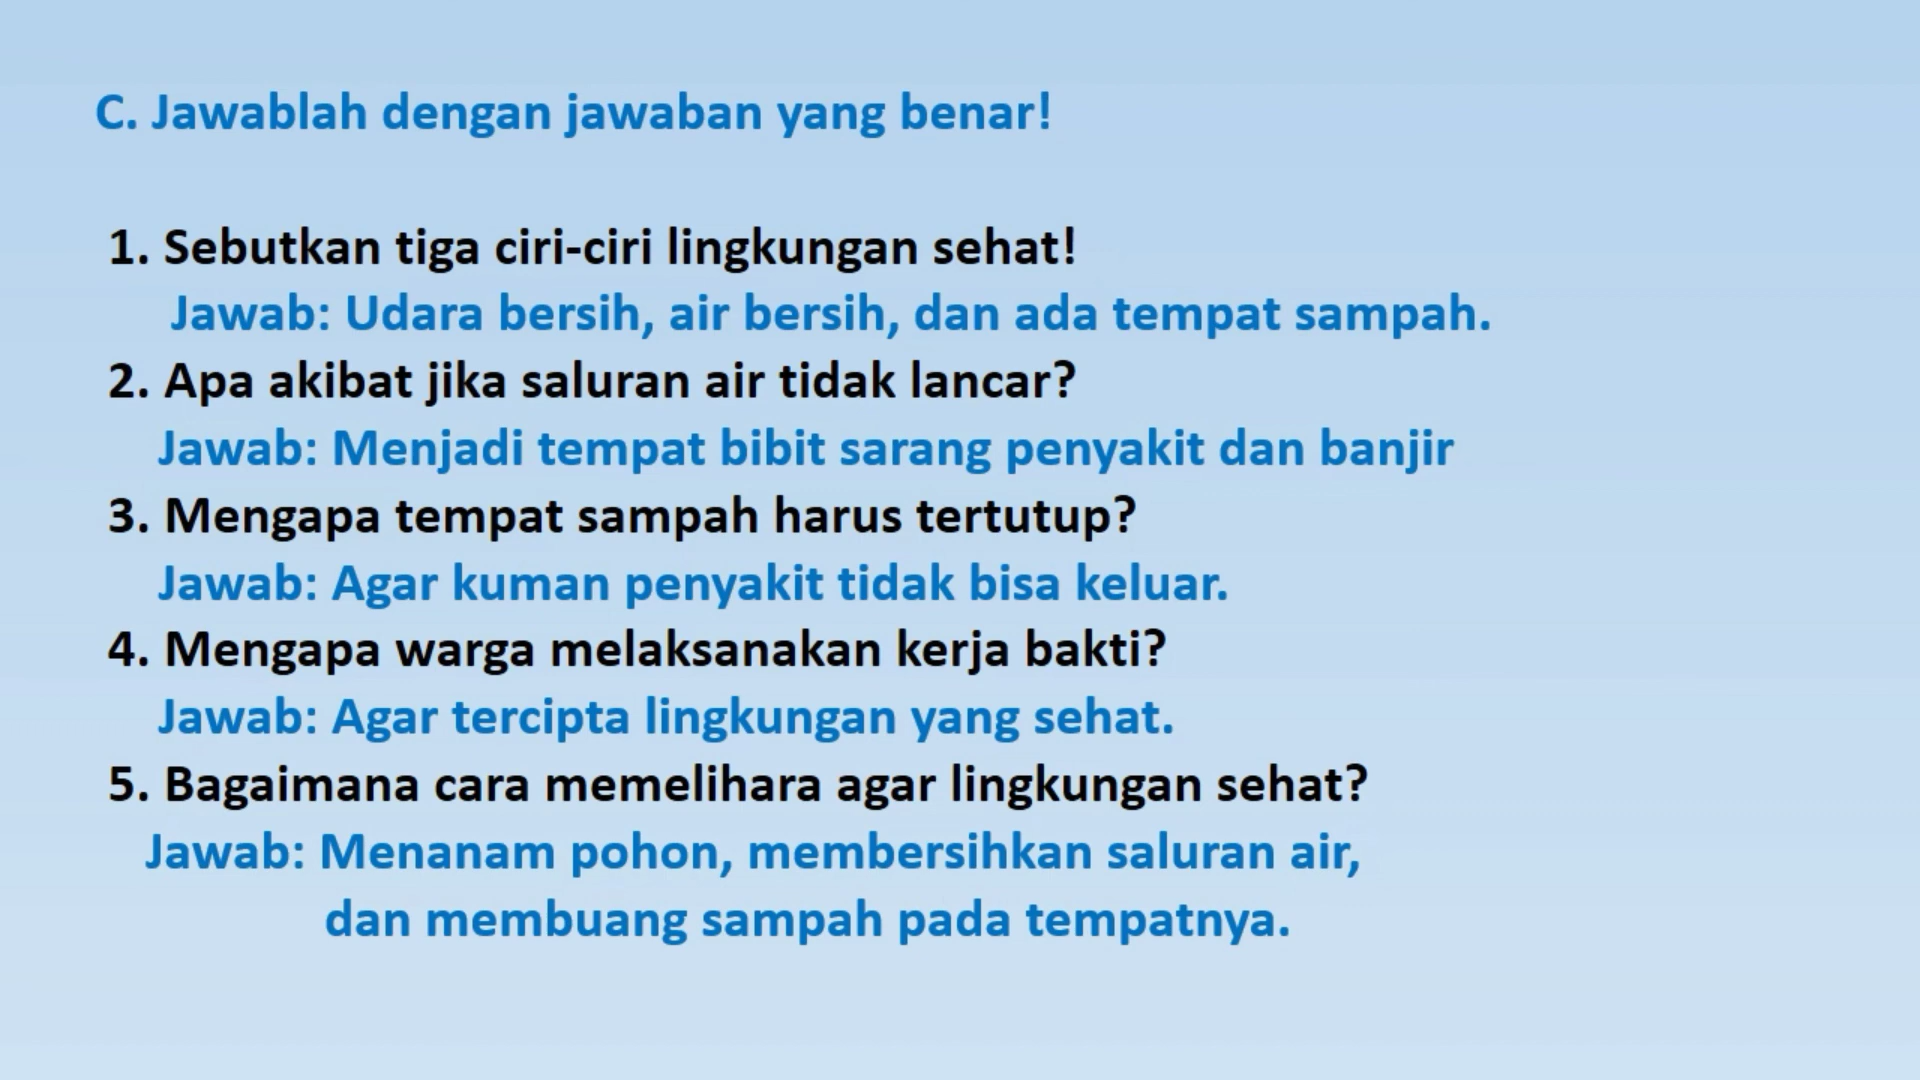 C. Jawablah dengan jawaban yang benar!
1. Sebutkan tiga ciri-ciri lingkungan sehat!
Jawab: Udara bersih, air bersih, dan ada tempat sampah.
2. Apa akibat jika saluran air tidak lancar?
Jawab: Menjadi tempat bibit sarang penyakit dan banjir
3. Mengapa tempat sampah harus tertutup?
Jawab: Agar kuman penyakit tidak bisa keluar.
4. Mengapa warga melaksanakan kerja bakti?
Jawab: Agar tercipta lingkungan yang sehat.
5. Bagaimana cara memelihara agar lingkungan sehat?
Jawab: Menanam pohon, membersihkan saluran air,
dan membuang sampah pada tempatnya.